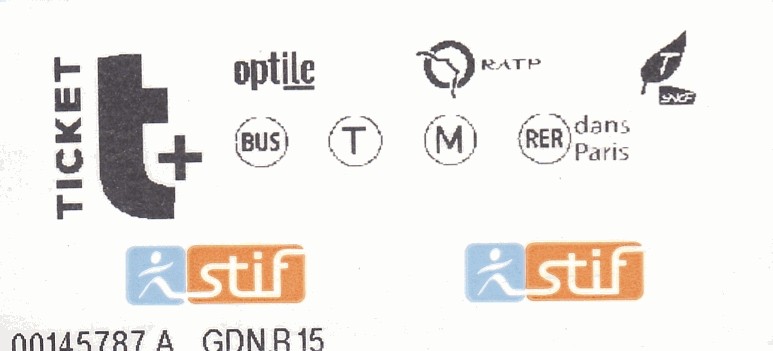 TICKET t+
optile RATP T SNCF
BUS T M RER dans Paris
stif stif
00145787 A GDN.R 15